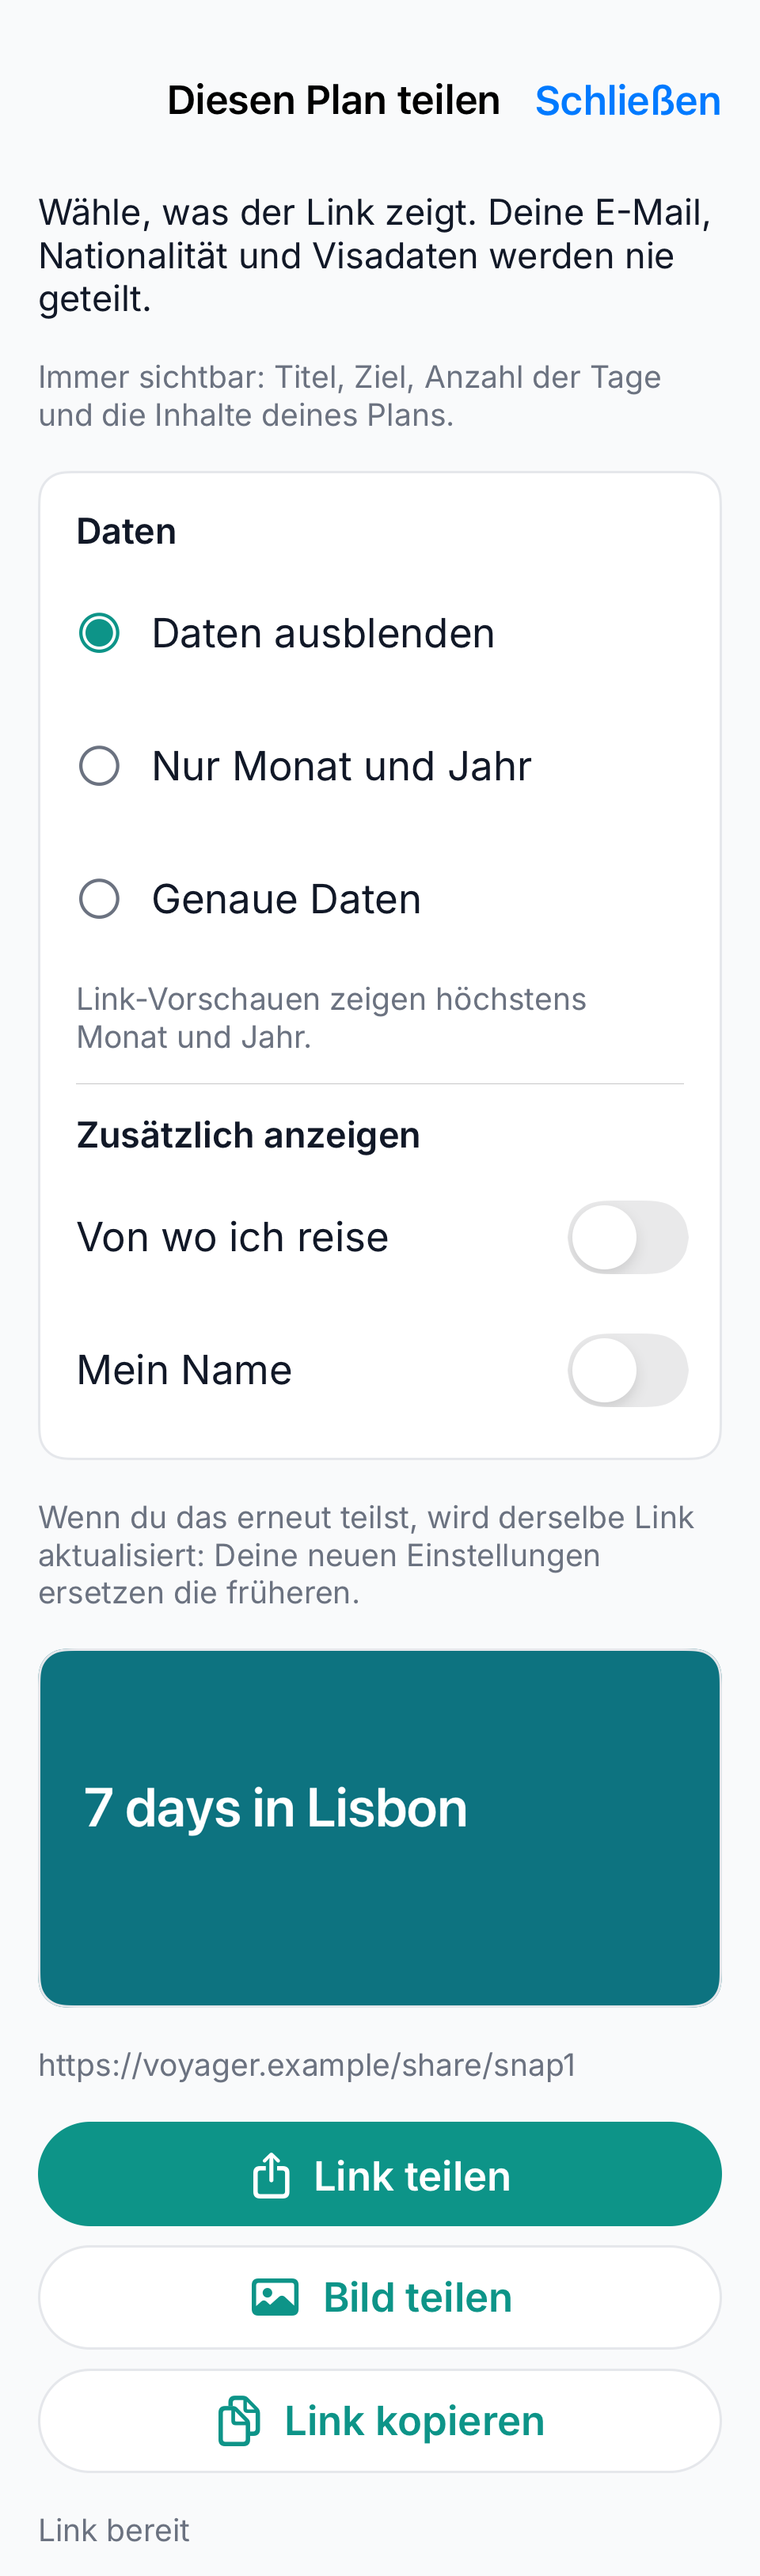 Diesen Plan teilen
Schließen
Wähle, was der Link zeigt. Deine E-Mail,
Nationalität und Visadaten werden nie
geteilt.
Immer sichtbar: Titel, Ziel, Anzahl der Tage
und die Inhalte deines Plans.
Daten
Daten ausblenden
Nur Monat und Jahr
Genaue Daten
Link-Vorschauen zeigen höchstens
Monat und Jahr.
Zusätzlich anzeigen
Von wo ich reise
Mein Name
Wenn du das erneut teilst, wird derselbe Link
aktualisiert: Deine neuen Einstellungen
ersetzen die früheren.
7 days in Lisbon
https://voyager.example/share/snap1
Link teilen
Bild teilen
Link kopieren
Link bereit